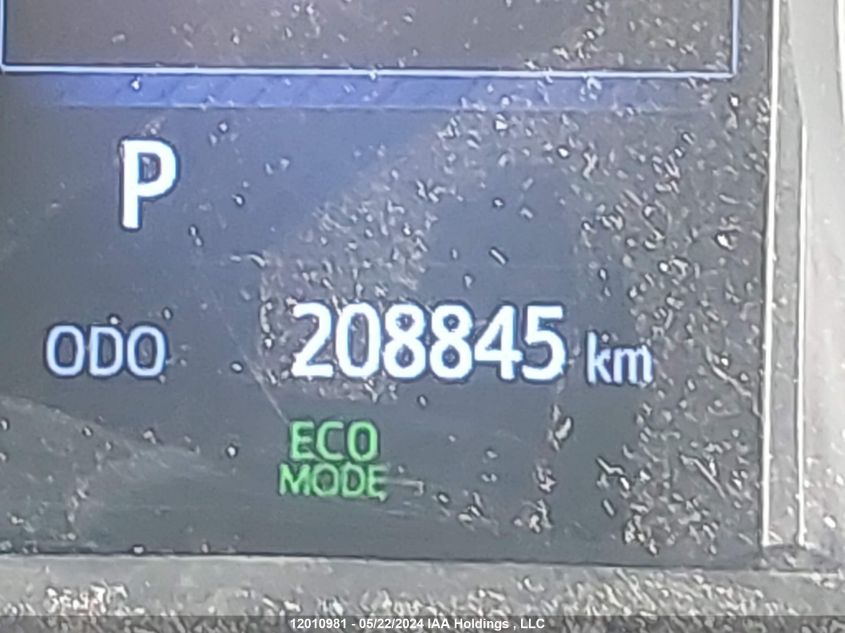 P
ODO 208845 km
ECO
MODE
12010981 - 05/22/2024 IAA Holdings , LLC